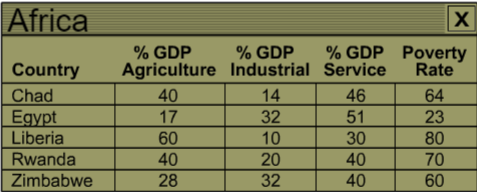 Africa X
% GDP % GDP % GDP Poverty
Country Agriculture Industrial Service Rate
Chad 40 14 46 64
Egypt 17 32 51 23
Liberia 60 10 30 80
Rwanda 40 20 40 70
Zimbabwe 28 32 40 60